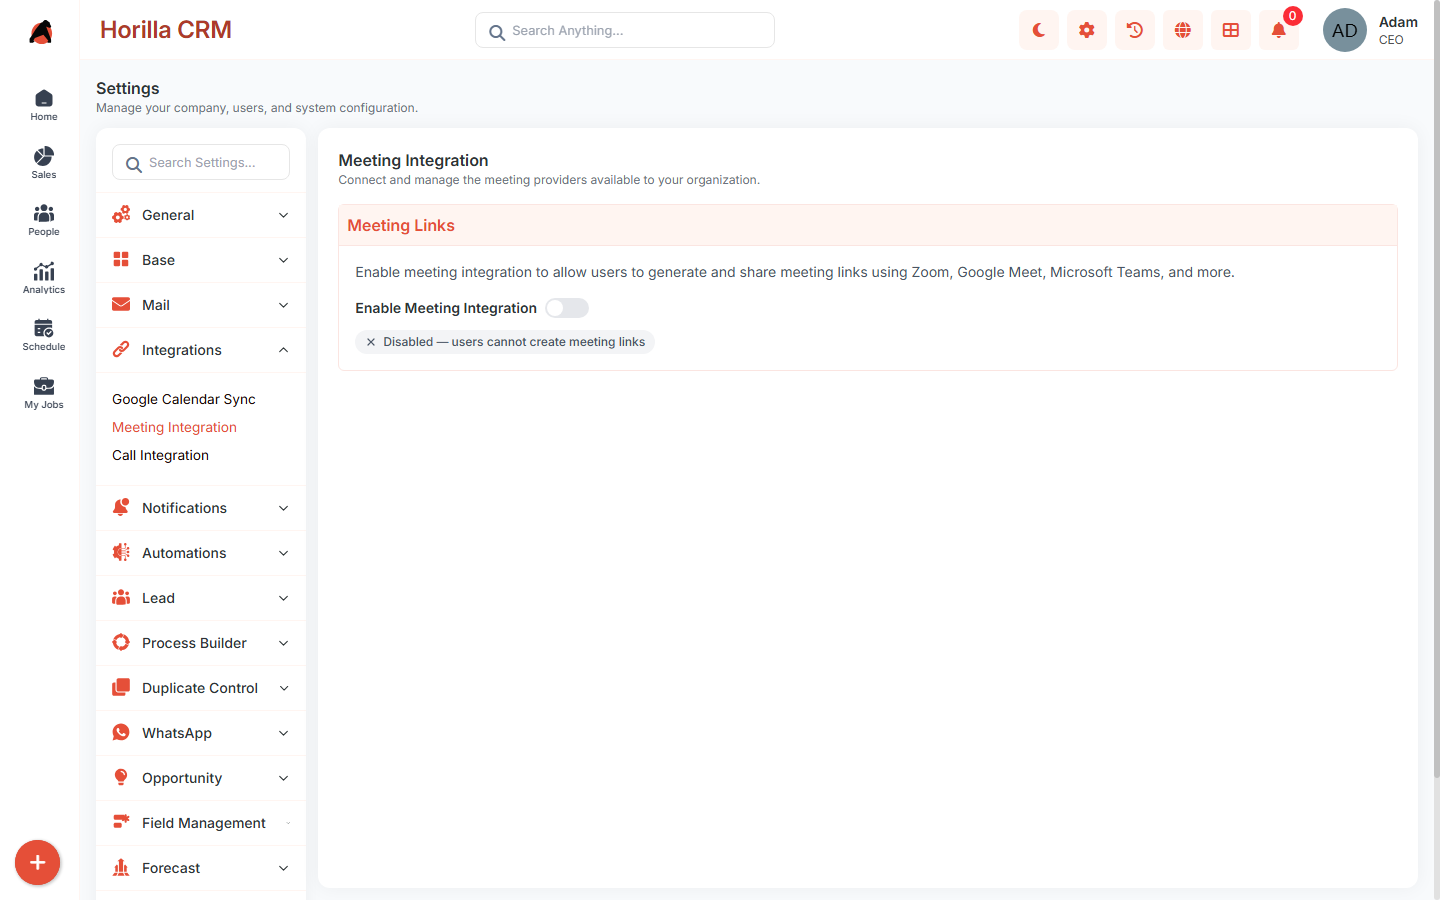 Horilla CRM
Search Anything...
0
AD
Adam
CEO
Home
Sales
People
Analytics
Schedule
My Jobs
Settings
Manage your company, users, and system configuration.
Search Settings...
General
Base
Mail
Integrations
Google Calendar Sync
Meeting Integration
Call Integration
Notifications
Automations
Lead
Process Builder
Duplicate Control
WhatsApp
Opportunity
Field Management
Forecast
Meeting Integration
Connect and manage the meeting providers available to your organization.
Meeting Links
Enable meeting integration to allow users to generate and share meeting links using Zoom, Google Meet, Microsoft Teams, and more.
Enable Meeting Integration
Disabled — users cannot create meeting links